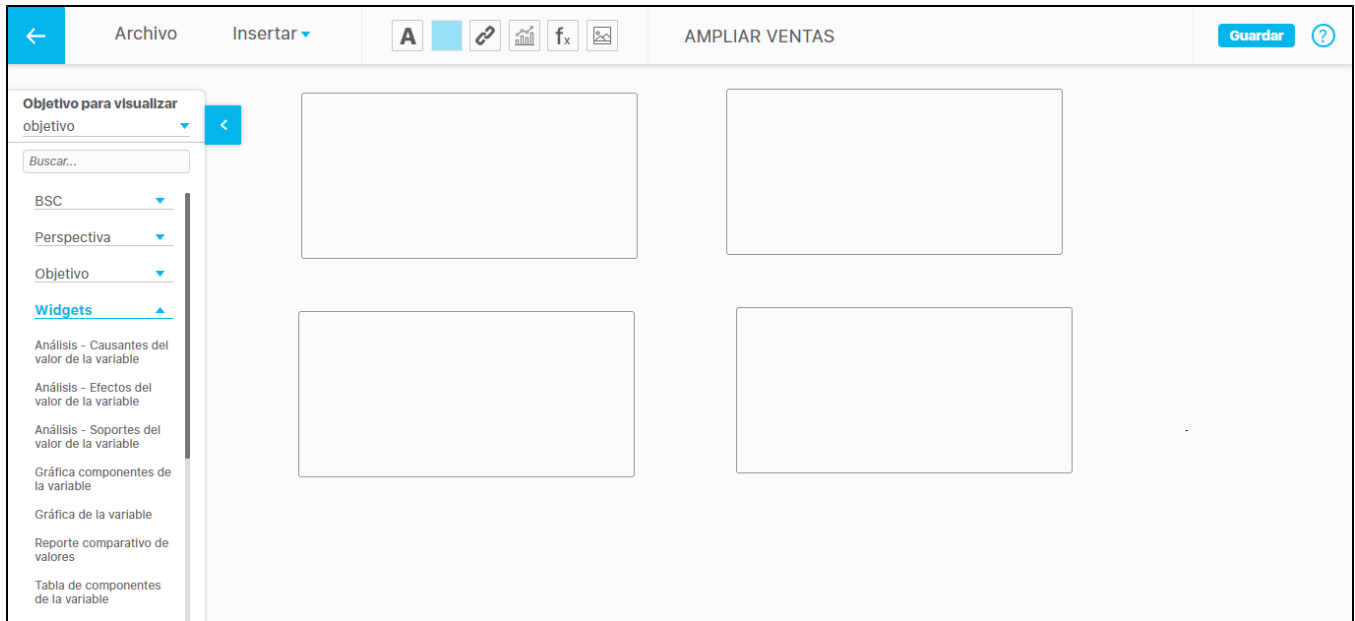 Archivo Insertar A fx AMPLIAR VENTAS Guardar ?
Objetivo para visualizar
objetivo
Buscar...
BSC
Perspectiva
Objetivo
Widgets
Análisis - Causantes del
valor de la variable
Análisis - Efectos del
valor de la variable
Análisis - Soportes del
valor de la variable
Gráfica componentes de
la variable
Gráfica de la variable
Reporte comparativo de
valores
Tabla de componentes
de la variable